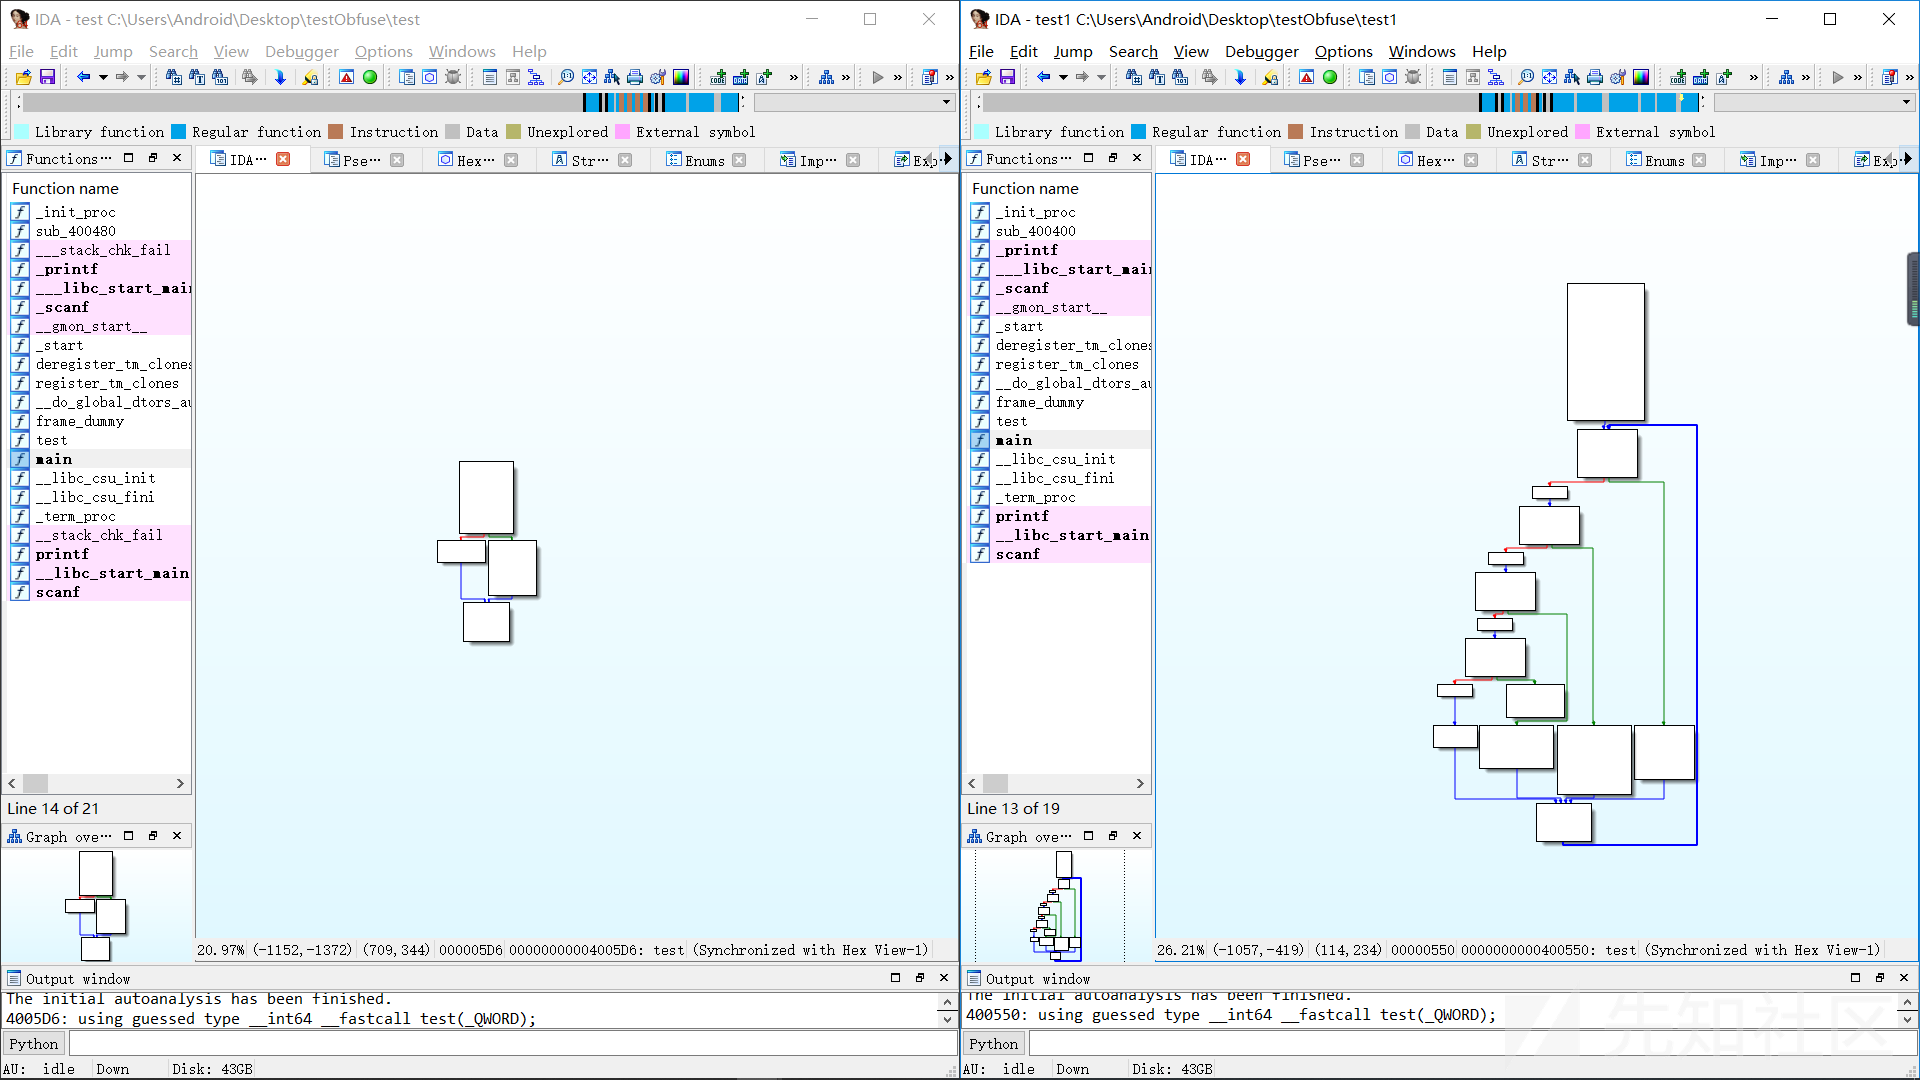 IDA - test C:\Users\Android\Desktop\testObfuse\test
File Edit Jump Search View Debugger Options Windows Help
Library function Regular function Instruction Data Unexplored External symbol
Functions···
IDA··· Pse··· Hex··· Str··· Enums Imp··· Exp
Function name
_init_proc
sub_400480
___stack_chk_fail
_printf
___libc_start_main
_scanf
__gmon_start__
_start
deregister_tm_clones
register_tm_clones
__do_global_dtors_au
frame_dummy
test
main
__libc_csu_init
__libc_csu_fini
_term_proc
__stack_chk_fail
printf
__libc_start_main
scanf
Line 14 of 21
Graph ove···
20.97% (-1152,-1372) (709,344) 000005D6 00000000004005D6: test (Synchronized with Hex View-1)
Output window
The initial autoanalysis has been finished.
4005D6: using guessed type __int64 __fastcall test(_QWORD);
Python
AU: idle Down Disk: 43GB
IDA - test1 C:\Users\Android\Desktop\testObfuse\test1
File Edit Jump Search View Debugger Options Windows Help
Library function Regular function Instruction Data Unexplored External symbol
Functions···
IDA··· Pse··· Hex··· Str··· Enums Imp··· Exp
Function name
_init_proc
sub_400400
_printf
___libc_start_main
_scanf
__gmon_start__
_start
deregister_tm_clones
register_tm_clones
__do_global_dtors_au
frame_dummy
test
main
__libc_csu_init
__libc_csu_fini
_term_proc
printf
__libc_start_main
scanf
Line 13 of 19
Graph ove···
26.21% (-1057,-419) (114,234) 00000550 0000000000400550: test (Synchronized with Hex View-1)
Output window
The initial autoanalysis has been finished.
400550: using guessed type __int64 __fastcall test(_QWORD);
Python
AU: idle Down Disk: 43GB
先知社区